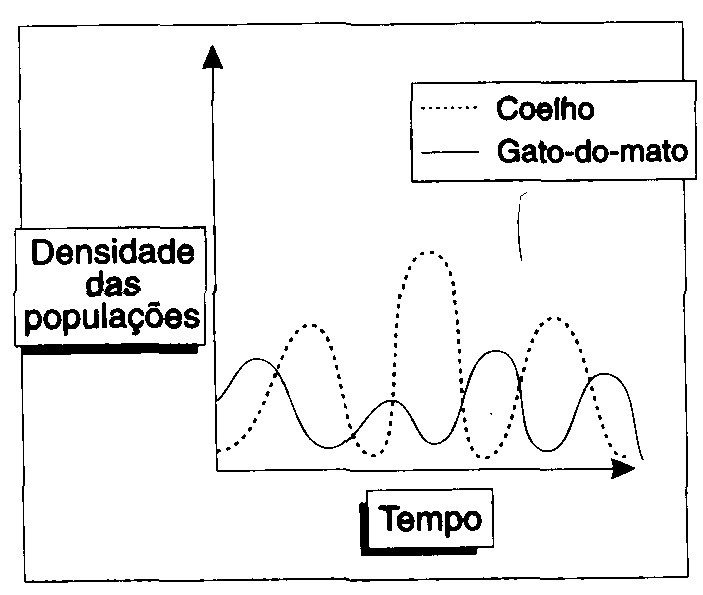 Coelho
Gato-do-mato
Densidade
das
populações
Tempo